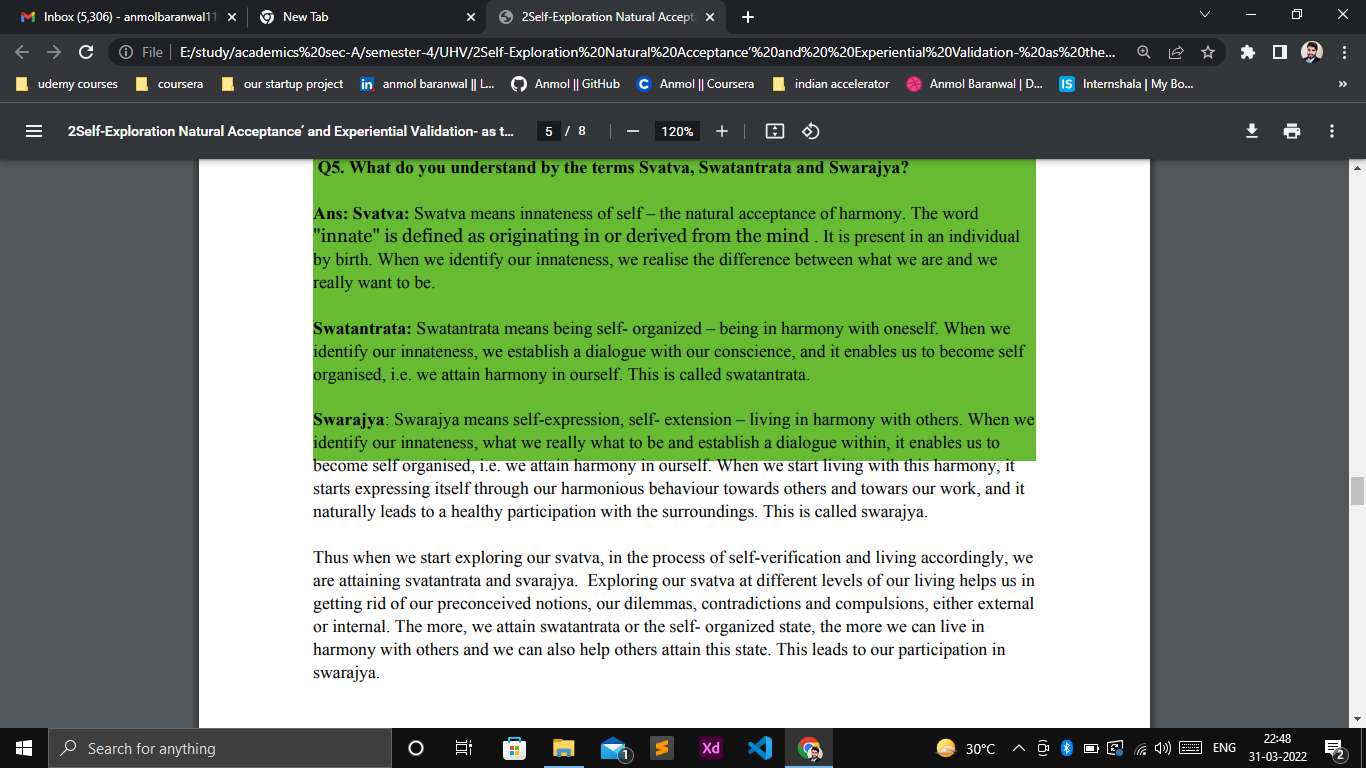 Inbox (5,306) - anmolbaranwal11
New Tab
2Self-Exploration Natural Accepta
File
E:/study/academics%20sec-A/semester-4/UHV/2Self-Exploration%20Natural%20Acceptance’%20and%20%20Experiential%20Validation-%20as%20the...
udemy courses
coursera
our startup project
in anmol baranwal || L...
Anmol || GitHub
C Anmol || Coursera
indian accelerator
Anmol Baranwal | D...
IS Internshala | My Bo...
»
2Self-Exploration Natural Acceptance’ and Experiential Validation- as t...
5 / 8
120%
Q5. What do you understand by the terms Svatva, Swatantrata and Swarajya?
Ans: Svatva: Swatva means innateness of self – the natural acceptance of harmony. The word
"innate" is defined as originating in or derived from the mind . It is present in an individual
by birth. When we identify our innateness, we realise the difference between what we are and we
really want to be.
Swatantrata: Swatantrata means being self- organized – being in harmony with oneself. When we
identify our innateness, we establish a dialogue with our conscience, and it enables us to become self
organised, i.e. we attain harmony in ourself. This is called swatantrata.
Swarajya: Swarajya means self-expression, self- extension – living in harmony with others. When we
identify our innateness, what we really what to be and establish a dialogue within, it enables us to
become self organised, i.e. we attain harmony in ourself. When we start living with this harmony, it
starts expressing itself through our harmonious behaviour towards others and towars our work, and it
naturally leads to a healthy participation with the surroundings. This is called swarajya.
Thus when we start exploring our svatva, in the process of self-verification and living accordingly, we
are attaining svatantrata and svarajya.  Exploring our svatva at different levels of our living helps us in
getting rid of our preconceived notions, our dilemmas, contradictions and compulsions, either external
or internal. The more, we attain swatantrata or the self- organized state, the more we can live in
harmony with others and we can also help others attain this state. This leads to our participation in
swarajya.
Search for anything
1
Xd
30°C
ENG
22:48
31-03-2022
2